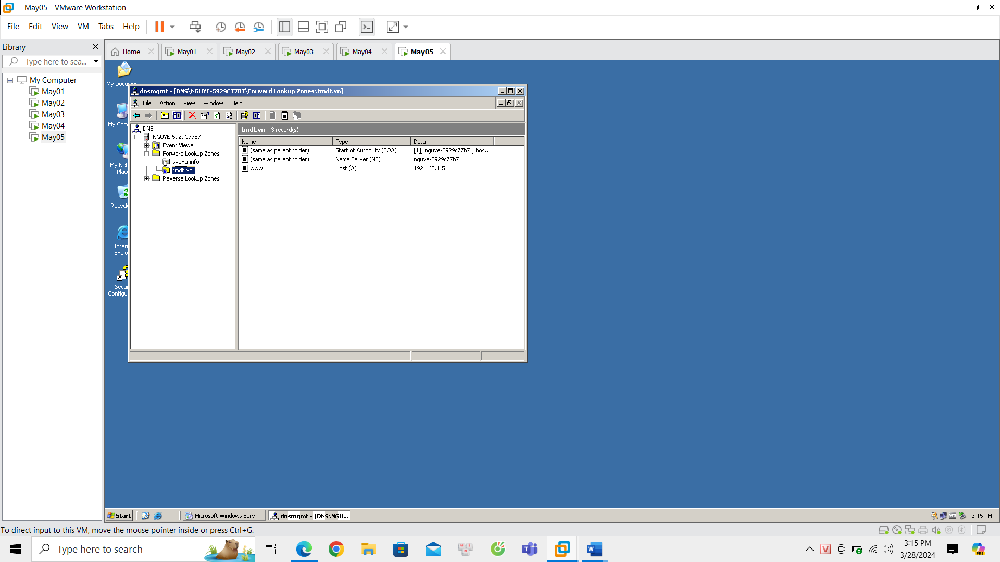 May05 - VMware Workstation
File Edit View VM Tabs Help
Library
Type here to sea...
My Computer
May01
May02
May03
May04
May05
Home May01 May02 May03 May04 May05
My Documents
My Com
My Net
Place
Recycl
Inter
Explo
Secu
Configu
dnsmgmt - [DNS\NGUYE-5929C77B7\Forward Lookup Zones\tmdt.vn]
File Action View Window Help
DNS
NGUYE-5929C77B7
Event Viewer
Forward Lookup Zones
svpxu.info
tmdt.vn
Reverse Lookup Zones
tmdt.vn 3 record(s)
Name Type Data
(same as parent folder) Start of Authority (SOA) [1], nguye-5929c77b7., hos...
(same as parent folder) Name Server (NS) nguye-5929c77b7.
www Host (A) 192.168.1.5
Start Microsoft Windows Serv... dnsmgmt - [DNS\NGU... 3:15 PM
To direct input to this VM, move the mouse pointer inside or press Ctrl+G.
Type here to search
3:15 PM
3/28/2024